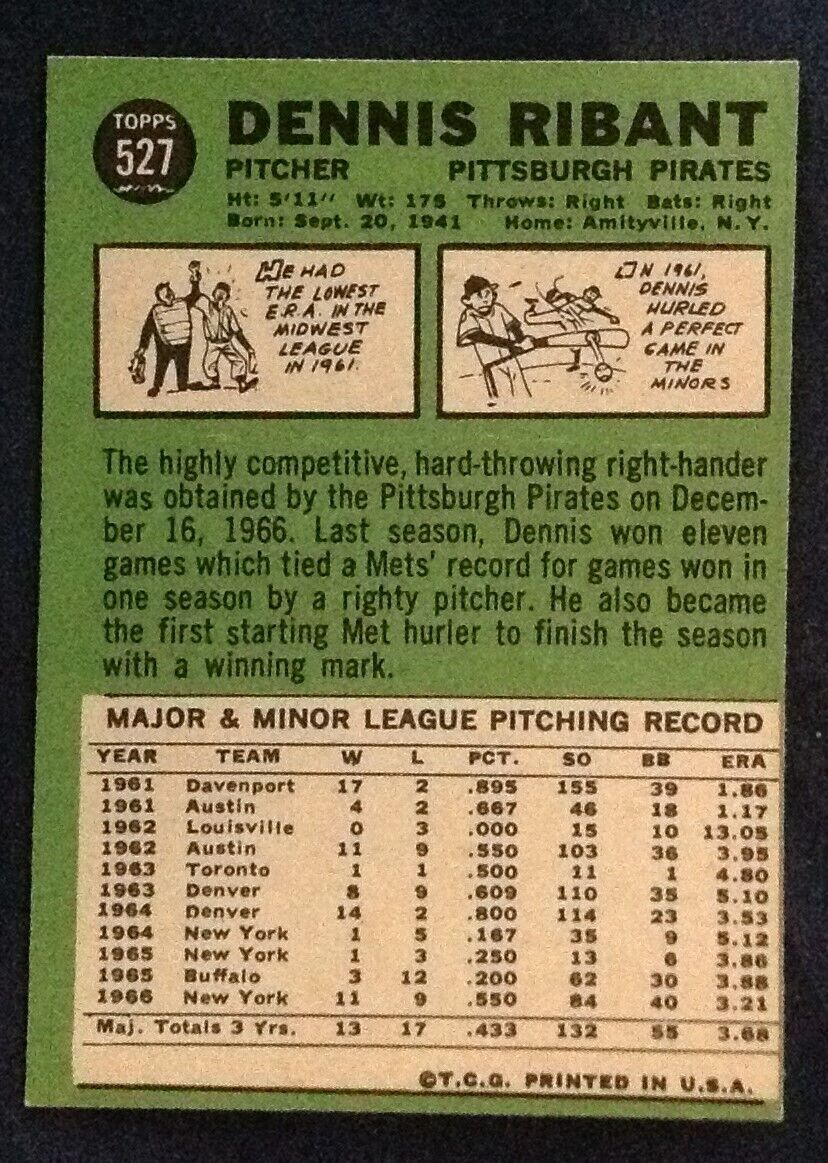 TOPPS
527
DENNIS RIBANT
PITCHER PITTSBURGH PIRATES
Ht: 5'11" Wt: 175 Throws: Right Bats: Right
Born: Sept. 20, 1941 Home: Amityville, N.Y.
HE HAD
THE LOWEST
E.R.A. IN THE
MIDWEST
LEAGUE
IN 1961.
ON 1961,
DENNIS
HURLED
A PERFECT
GAME IN
THE
MINORS
The highly competitive, hard-throwing right-hander
was obtained by the Pittsburgh Pirates on Decem-
ber 16, 1966. Last season, Dennis won eleven
games which tied a Mets' record for games won in
one season by a righty pitcher. He also became
the first starting Met hurler to finish the season
with a winning mark.
MAJOR & MINOR LEAGUE PITCHING RECORD
YEAR TEAM W L PCT. SO BB ERA
1961 Davenport 17 2 .895 155 39 1.86
1961 Austin 4 2 .667 46 18 1.17
1962 Louisville 0 3 .000 15 10 13.05
1962 Austin 11 9 .550 103 36 3.95
1963 Toronto 1 1 .500 11 1 4.80
1963 Denver 8 9 .609 110 35 5.10
1964 Denver 14 2 .800 114 23 3.53
1964 New York 1 5 .167 35 9 5.12
1965 New York 1 3 .250 13 6 3.86
1965 Buffalo 3 12 .200 62 30 3.88
1966 New York 11 9 .550 84 40 3.21
Maj. Totals 3 Yrs. 13 17 .433 132 55 3.68
©T.C.G. PRINTED IN U.S.A.